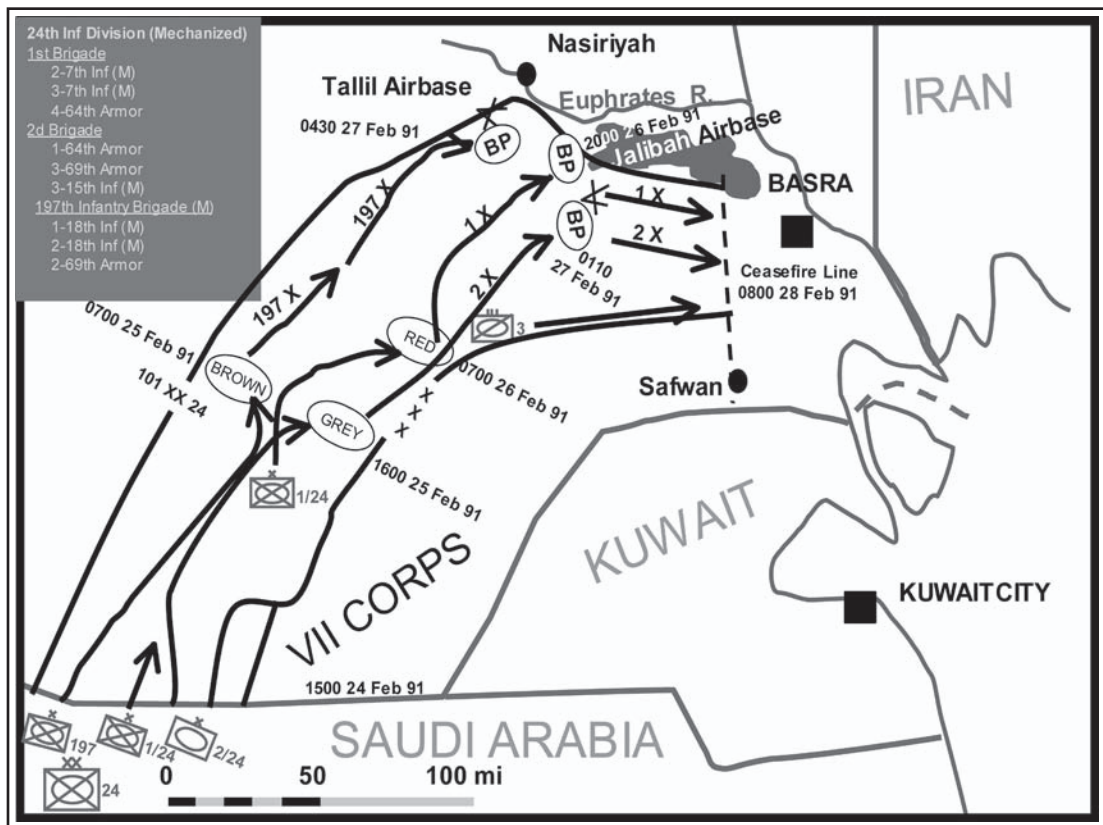 24th Inf Division (Mechanized)
1st Brigade
2-7th Inf (M)
3-7th Inf (M)
4-64th Armor
2d Brigade
1-64th Armor
3-69th Armor
3-15th Inf (M)
197th Infantry Brigade (M)
1-18th Inf (M)
2-18th Inf (M)
2-69th Armor
Nasiriyah
Tallil Airbase
Euphrates R.
IRAN
0430 27 Feb 91
BP
BP
2000 26 Feb 91
Jalibah Airbase
BASRA
197 X
1 X
1 X
BP
2 X
0110
27 Feb 91
Ceasefire Line
0800 28 Feb 91
2 X
197 X
0700 25 Feb 91
101 XX 24
BROWN
RED
III
3
0700 26 Feb 91
Safwan
GREY
X
X
X
1600 25 Feb 91
X
1/24
KUWAIT
VII CORPS
KUWAIT CITY
1500 24 Feb 91
SAUDI ARABIA
X
197
X
1/24
X
2/24
XX
24
0 50 100 mi